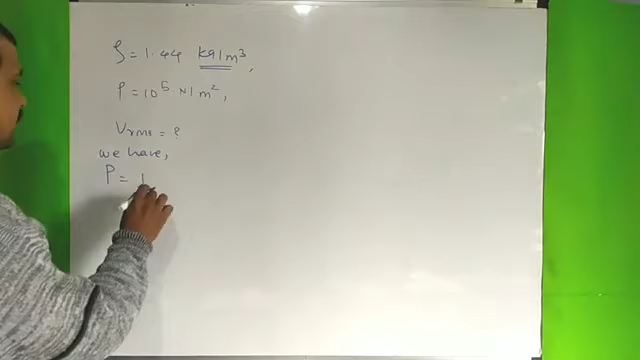 ρ = 1.44 kg/m³,
P = 10⁵ N/m²,
Vrms = ?
we have,
P = 1